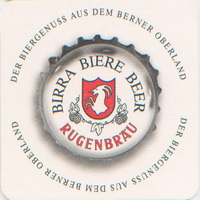 DER BIERGENUSS AUS DEM BERNER OBERLAND
BIRRA BIERE BEER
RUGENBRÄU
DER BIERGENUSS AUS DEM BERNER OBERLAND